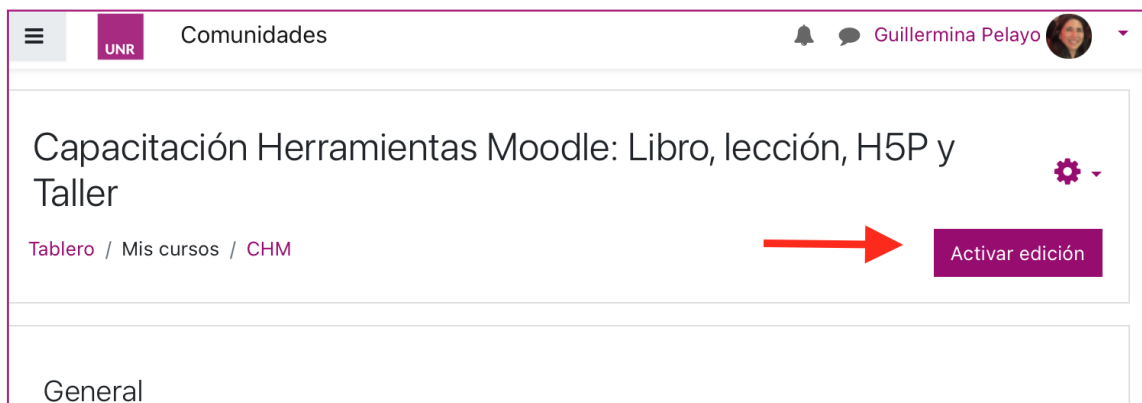 UNR
Comunidades
Guillermina Pelayo
Capacitación Herramientas Moodle: Libro, lección, H5P y
Taller
Tablero / Mis cursos / CHM
Activar edición
General